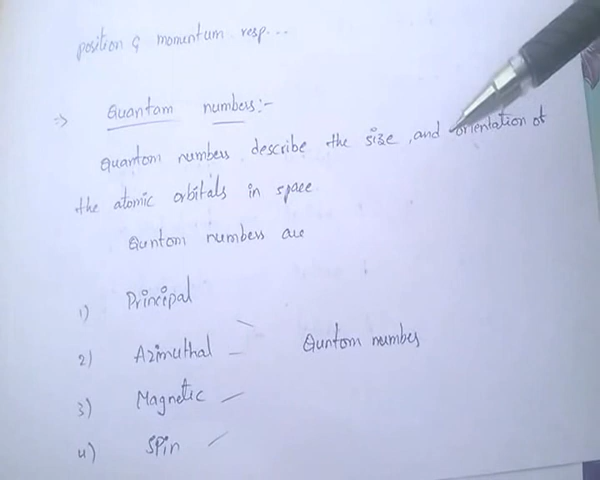 position & momentum resp...
=> Quantam numbers:-
Quantom numbers describe the size, and orientation of
the atomic orbitals in space
Quntom numbers are
1) Principal
2) Azimuthal - Quntom number
3) Magnetic -
4) SPin -